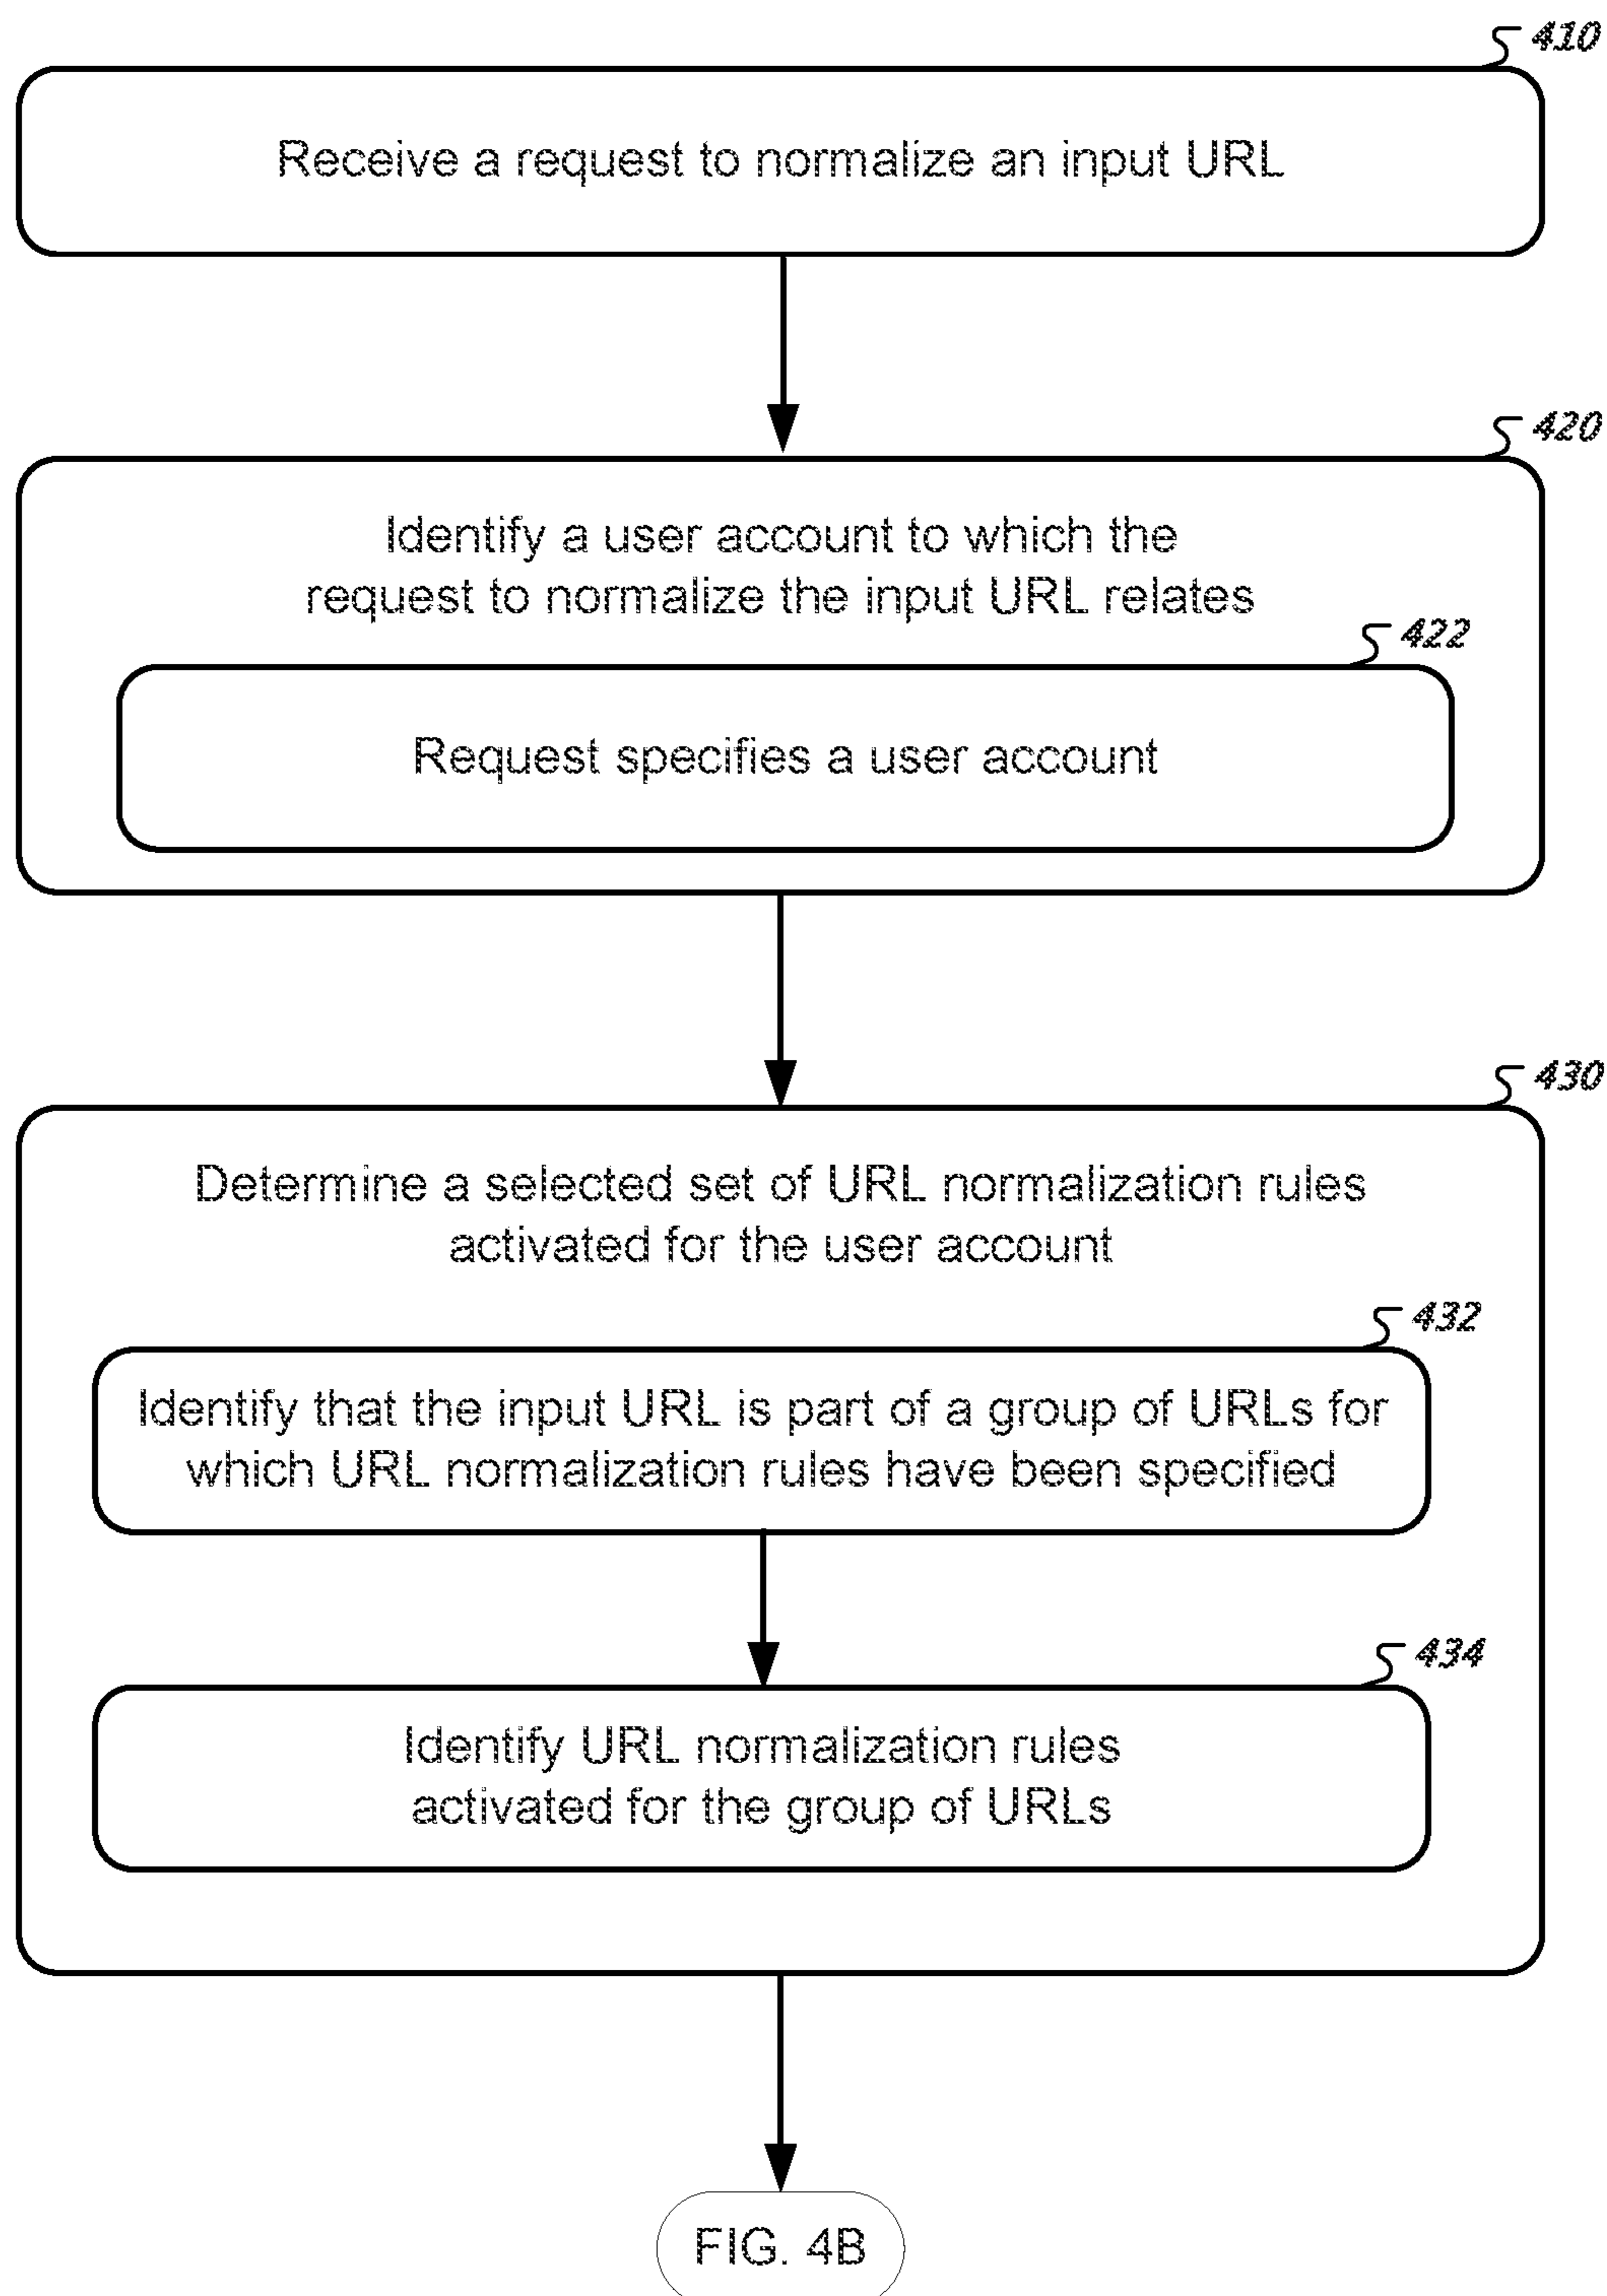 410
Receive a request to normalize an input URL
420
Identify a user account to which the
request to normalize the input URL relates
422
Request specifies a user account
430
Determine a selected set of URL normalization rules
activated for the user account
432
Identify that the input URL is part of a group of URLs for
which URL normalization rules have been specified
434
Identify URL normalization rules
activated for the group of URLs
FIG. 4B